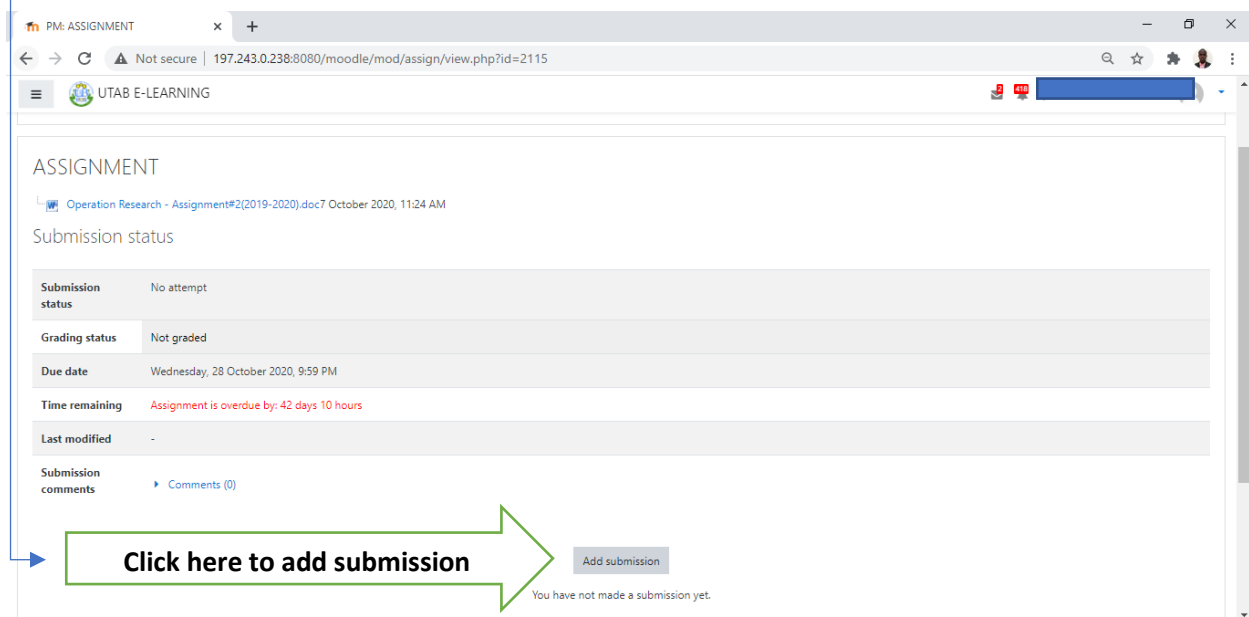 PM: ASSIGNMENT
Not secure | 197.243.0.238:8080/moodle/mod/assign/view.php?id=2115
UTAB E-LEARNING
2
418
ASSIGNMENT
Operation Research - Assignment#2(2019-2020).doc7 October 2020, 11:24 AM
Submission status
Submission status No attempt
Grading status Not graded
Due date Wednesday, 28 October 2020, 9:59 PM
Time remaining Assignment is overdue by: 42 days 10 hours
Last modified -
Submission comments Comments (0)
Click here to add submission
Add submission
You have not made a submission yet.